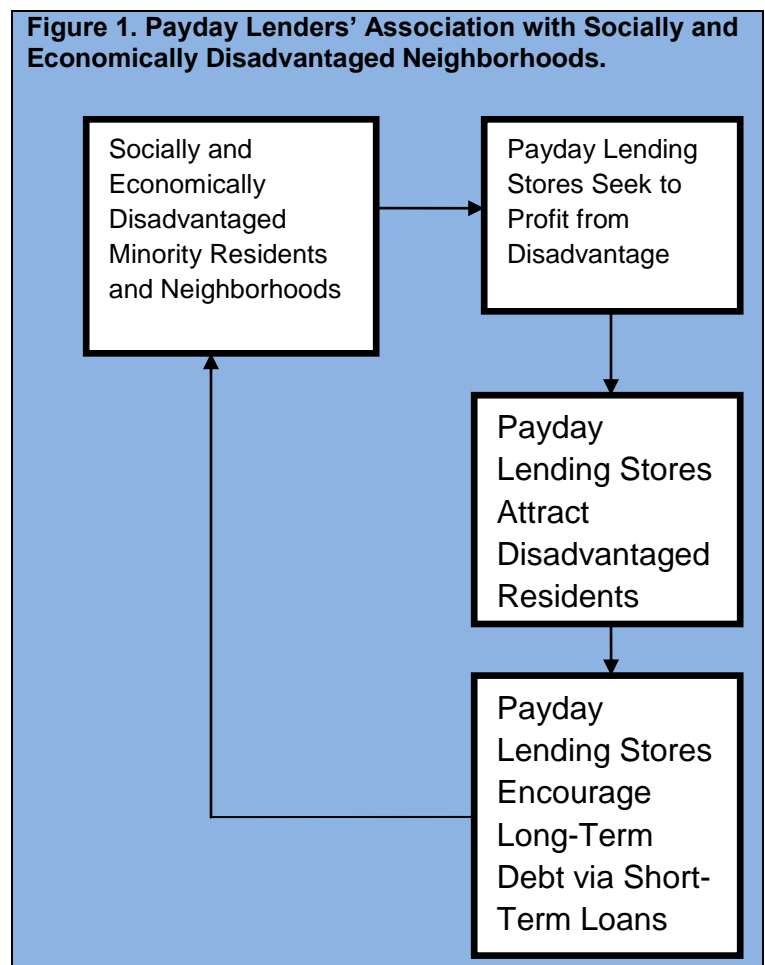 Figure 1. Payday Lenders’ Association with Socially and
Economically Disadvantaged Neighborhoods.
Socially and
Economically
Disadvantaged
Minority Residents
and Neighborhoods
Payday Lending
Stores Seek to
Profit from
Disadvantage
Payday
Lending Stores
Attract
Disadvantaged
Residents
Payday
Lending Stores
Encourage
Long-Term
Debt via Short-
Term Loans